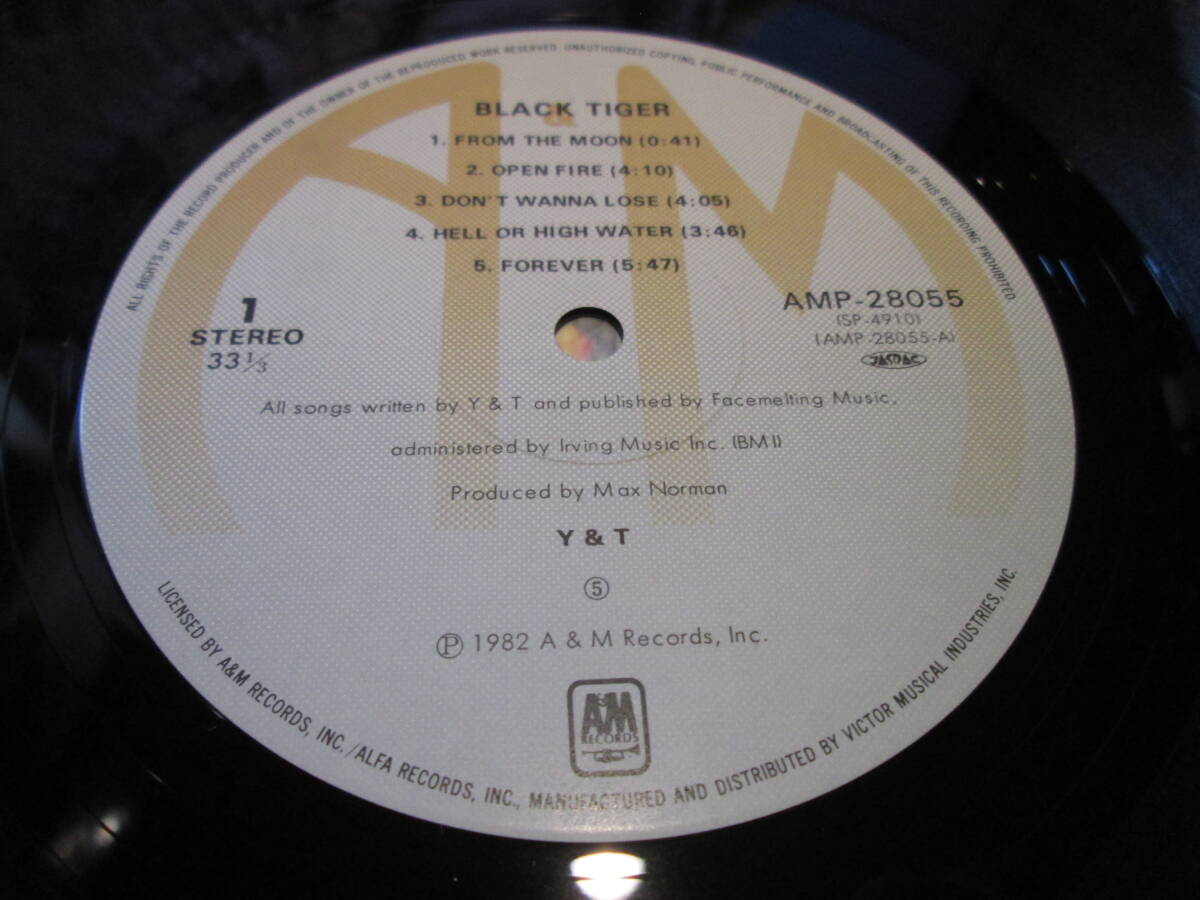 ALL RIGHTS OF THE RECORD PRODUCER AND OF THE OWNER OF THE REPRODUCED WORK RESERVED. UNAUTHORIZED COPYING, PUBLIC PERFORMANCE AND BROADCASTING OF THIS RECORDING PROHIBITED.
BLACK TIGER
1. FROM THE MOON (0:41)
2. OPEN FIRE (4:10)
3. DON'T WANNA LOSE (4:05)
4. HELL OR HIGH WATER (3:46)
5. FOREVER (5:47)
1
STEREO
33 1/3
AMP-28055
(SP-4910)
(AMP-28055-A)
JASRAC
All songs written by Y & T and published by Facemelting Music,
administered by Irving Music Inc. (BMI)
Produced by Max Norman
Y & T
⑤
Ⓟ 1982 A & M Records, Inc.
A&M
RECORDS
LICENSED BY A&M RECORDS, INC./ALFA RECORDS, INC., MANUFACTURED AND DISTRIBUTED BY VICTOR MUSICAL INDUSTRIES, INC.